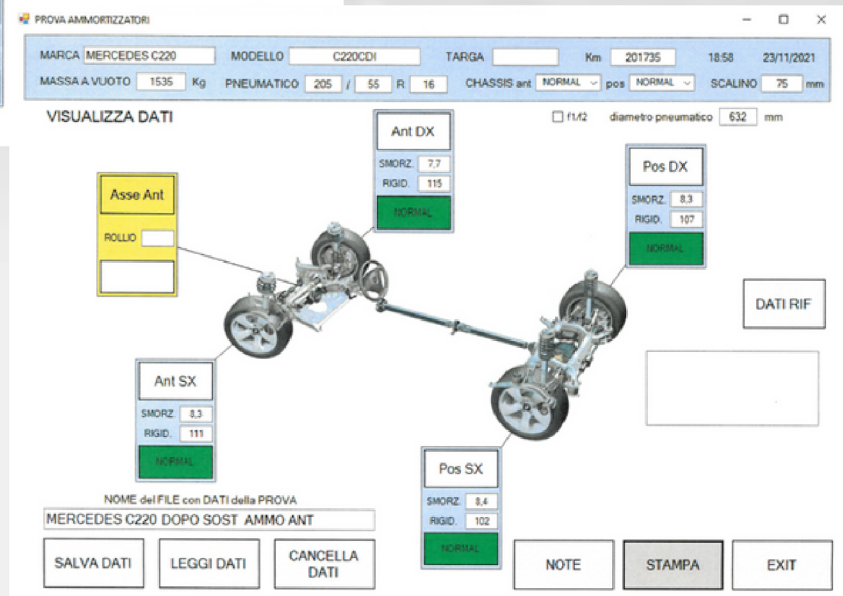 PROVA AMMORTIZZATORI
MARCA MERCEDES C220 MODELLO C220CDI TARGA Km 201735 18:58 23/11/2021
MASSA A VUOTO 1535 Kg PNEUMATICO 205 / 55 R 16 CHASSIS ant NORMAL pos NORMAL SCALINO 75 mm
VISUALIZZA DATI
f1/f2 diametro pneumatico 632 mm
Ant DX
SMORZ. 7,7
RIGID. 115
NORMAL
Pos DX
SMORZ. 8,3
RIGID. 107
NORMAL
Asse Ant
ROLLIO
DATI RIF
Ant SX
SMORZ. 8,3
RIGID. 111
NORMAL
Pos SX
SMORZ. 8,4
RIGID. 102
NORMAL
NOME del FILE con DATI della PROVA
MERCEDES C220 DOPO SOST AMMO ANT
SALVA DATI LEGGI DATI CANCELLA DATI NOTE STAMPA EXIT